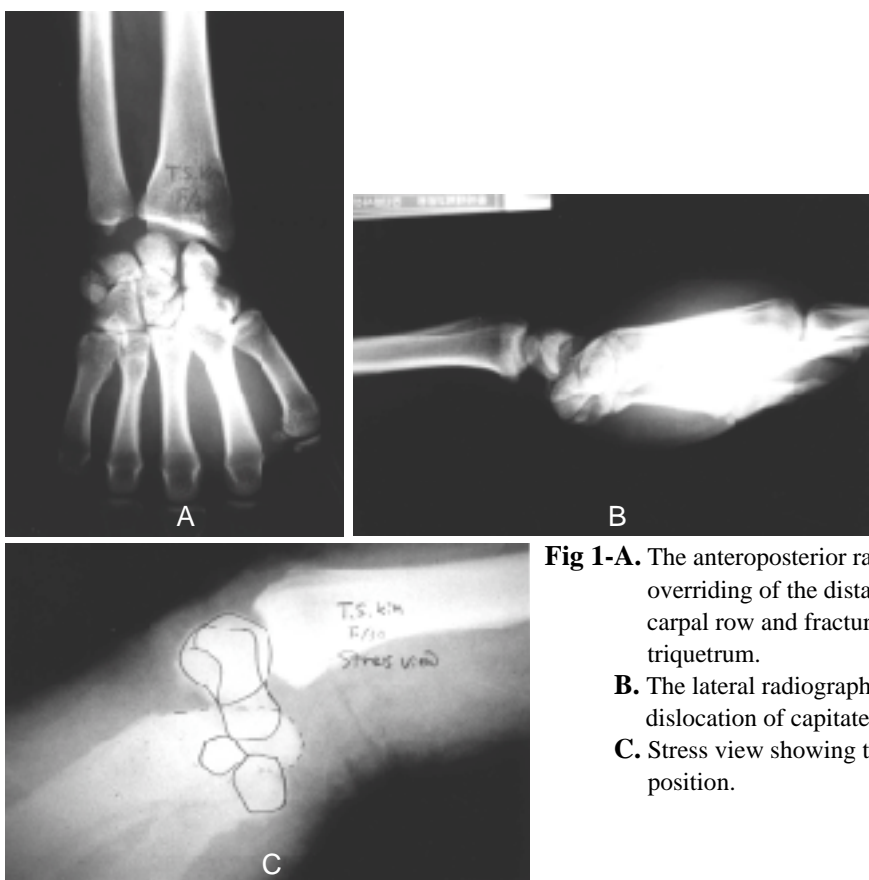 T.S. kim
A
B
T.S. kim
F/10
Stress view
C
Fig 1-A. The anteroposterior ra
overriding of the dista
carpal row and fractur
triquetrum.
B. The lateral radiograph
dislocation of capitate
C. Stress view showing t
position.